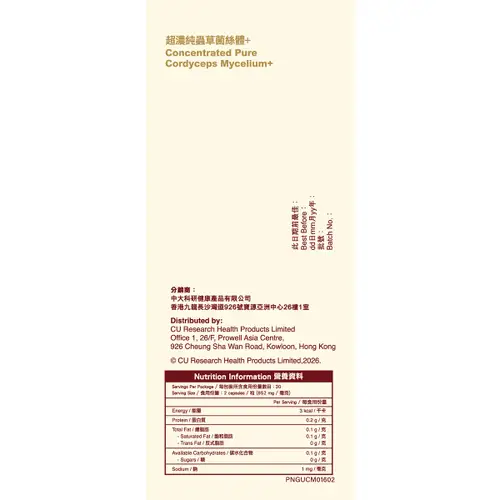 超濃純蟲草菌絲體+
Concentrated Pure
Cordyceps Mycelium+
此日期前最佳：
Best Before :
dd日mm月yy年：
批號：
Batch No. :
分銷商：
中大科研健康產品有限公司
香港九龍長沙灣道926號寶源亞洲中心26樓1室
Distributed by:
CU Research Health Products Limited
Office 1, 26/F, Prowell Asia Centre,
926 Cheung Sha Wan Road, Kowloon, Hong Kong
© CU Research Health Products Limited,2026.
Nutrition Information 營養資料
Servings Per Package / 每包裝所含食用份量數目 : 30
Serving Size / 食用份量 : 2 capsules / 粒 (852 mg / 毫克)
Per Serving / 每食用份量
Energy / 能量 3 kcal / 千卡
Protein / 蛋白質 0.2 g / 克
Total Fat / 總脂肪 0.1 g / 克
- Saturated Fat / 飽和脂肪 0.1 g / 克
- Trans Fat / 反式脂肪 0 g / 克
Available Carbohydrates / 碳水化合物 0.1 g / 克
- Sugars / 糖 0 g / 克
Sodium / 鈉 1 mg / 毫克
PNGUCM01602